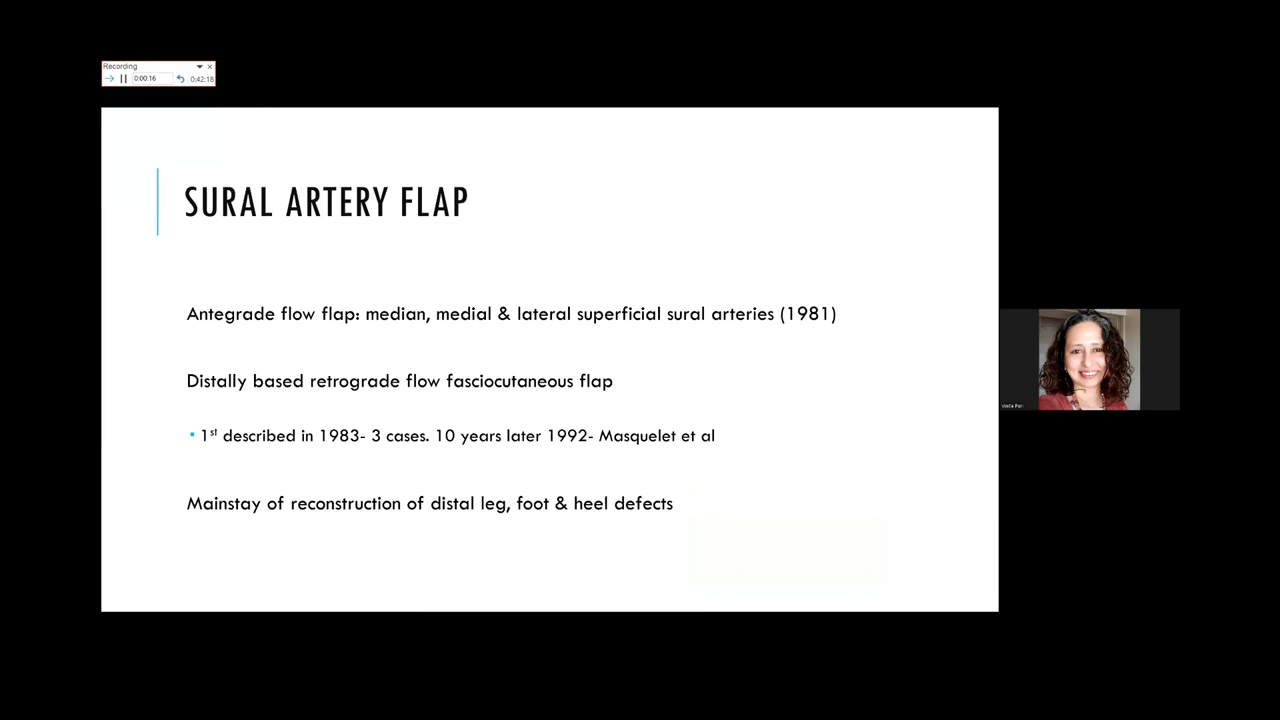 Recording
0:00:16
0:42:18
SURAL ARTERY FLAP
Antegrade flow flap: median, medial & lateral superficial sural arteries (1981)
Distally based retrograde flow fasciocutaneous flap
▪ 1st described in 1983- 3 cases. 10 years later 1992- Masquelet et al
Mainstay of reconstruction of distal leg, foot & heel defects